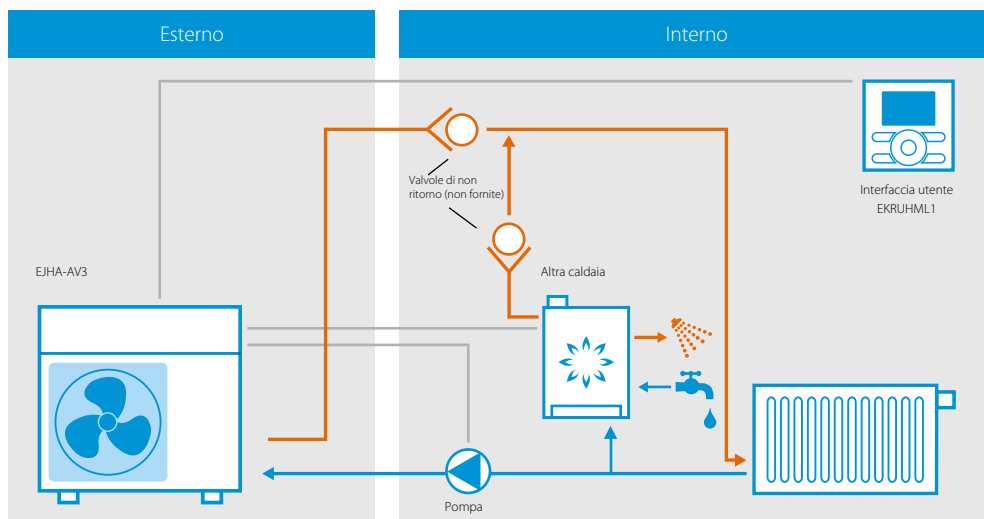 Esterno
Interno
Valvole di non
ritorno (non fornite)
Interfaccia utente
EKRUHML1
EJHA-AV3
Altra caldaia
Pompa